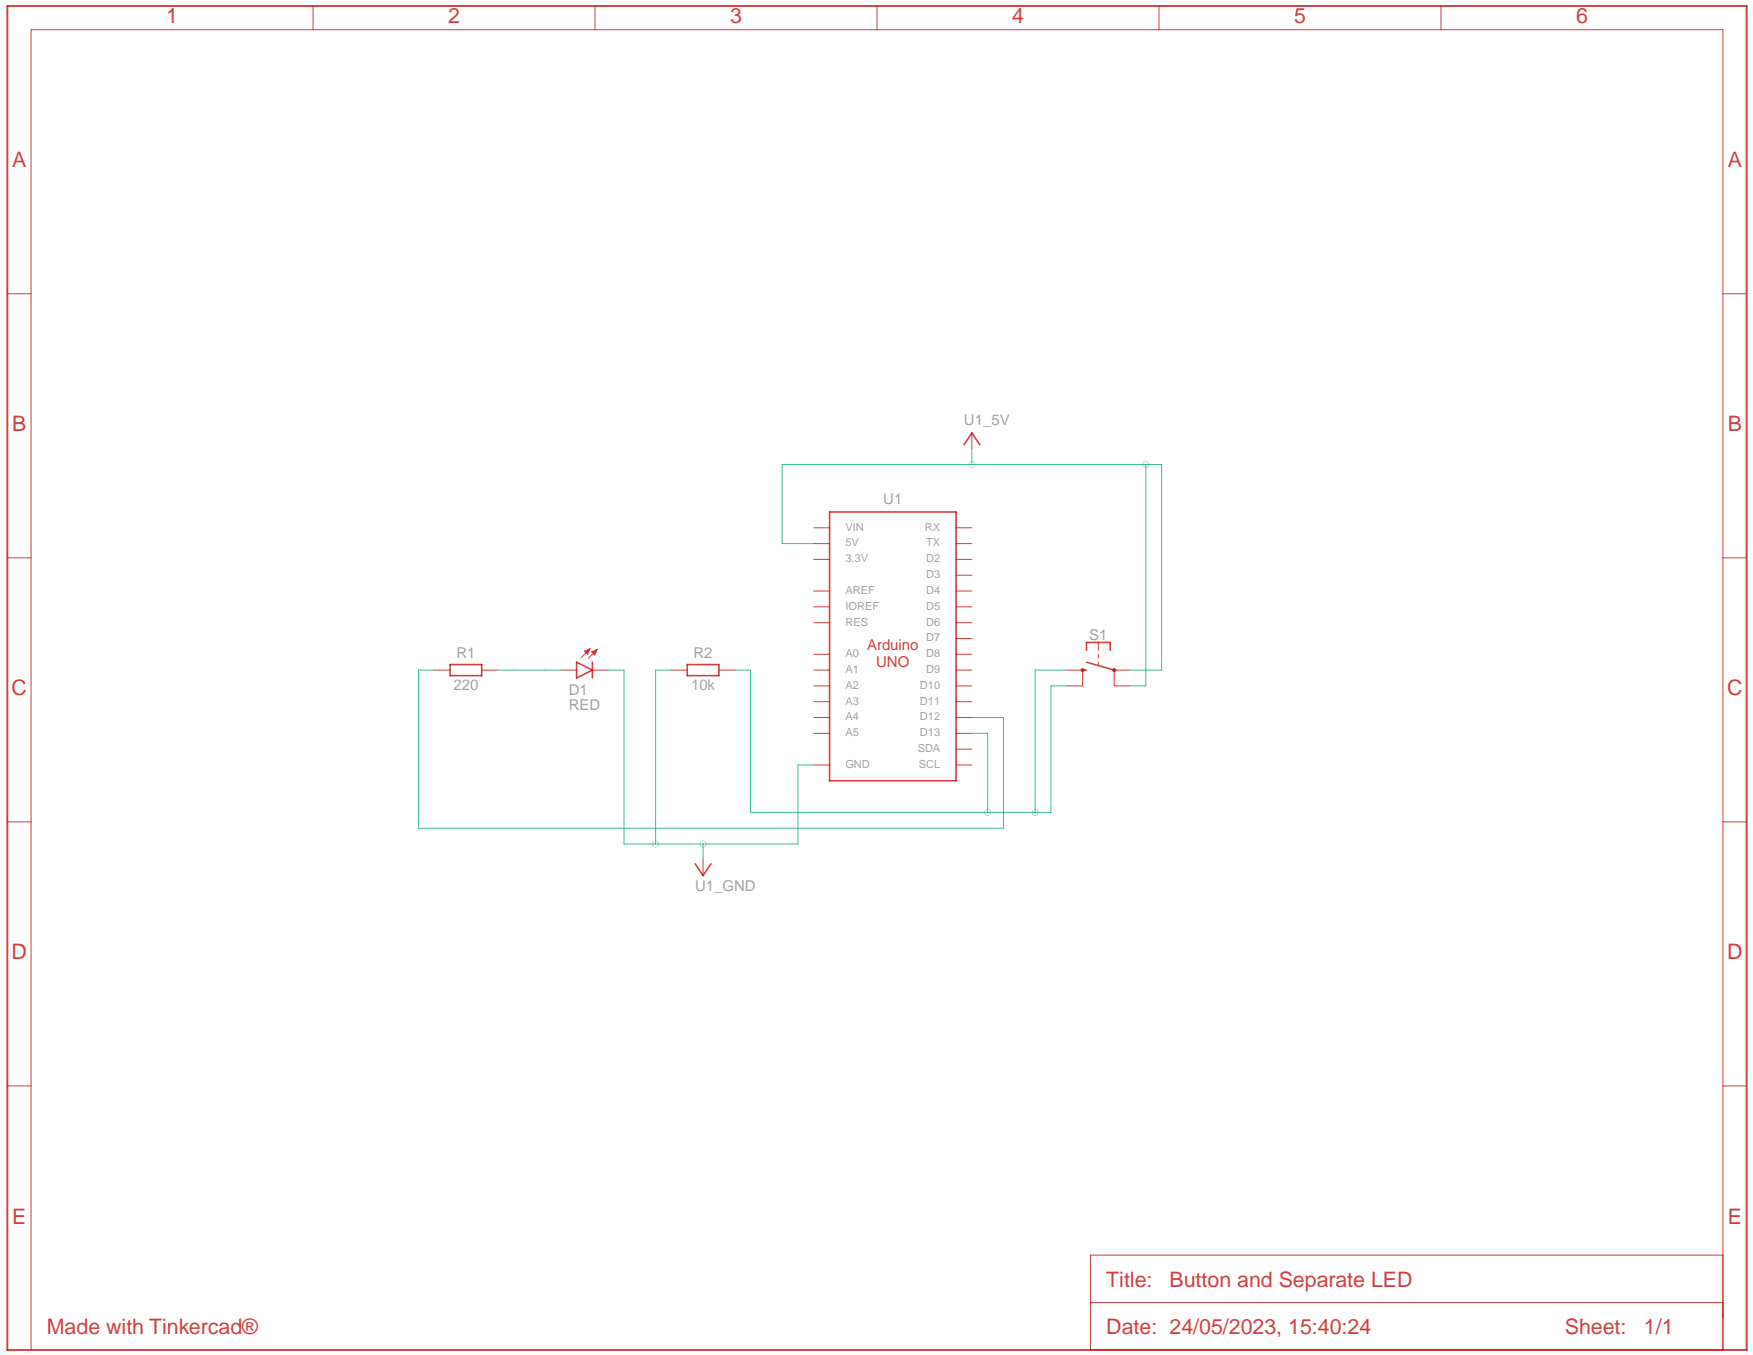 1 2 3 4 5 6
A A
B B
U1_5V
U1
VIN RX
5V TX
3.3V D2
D3
AREF D4
IOREF D5
RES D6
D7
Arduino
UNO
A0 D8
A1 D9
A2 D10
A3 D11
A4 D12
A5 D13
SDA
GND SCL
R1
220
D1
RED
R2
10k
S1
C C
U1_GND
D D
E E
Title: Button and Separate LED
Made with Tinkercad®
Date: 24/05/2023, 15:40:24 Sheet: 1/1